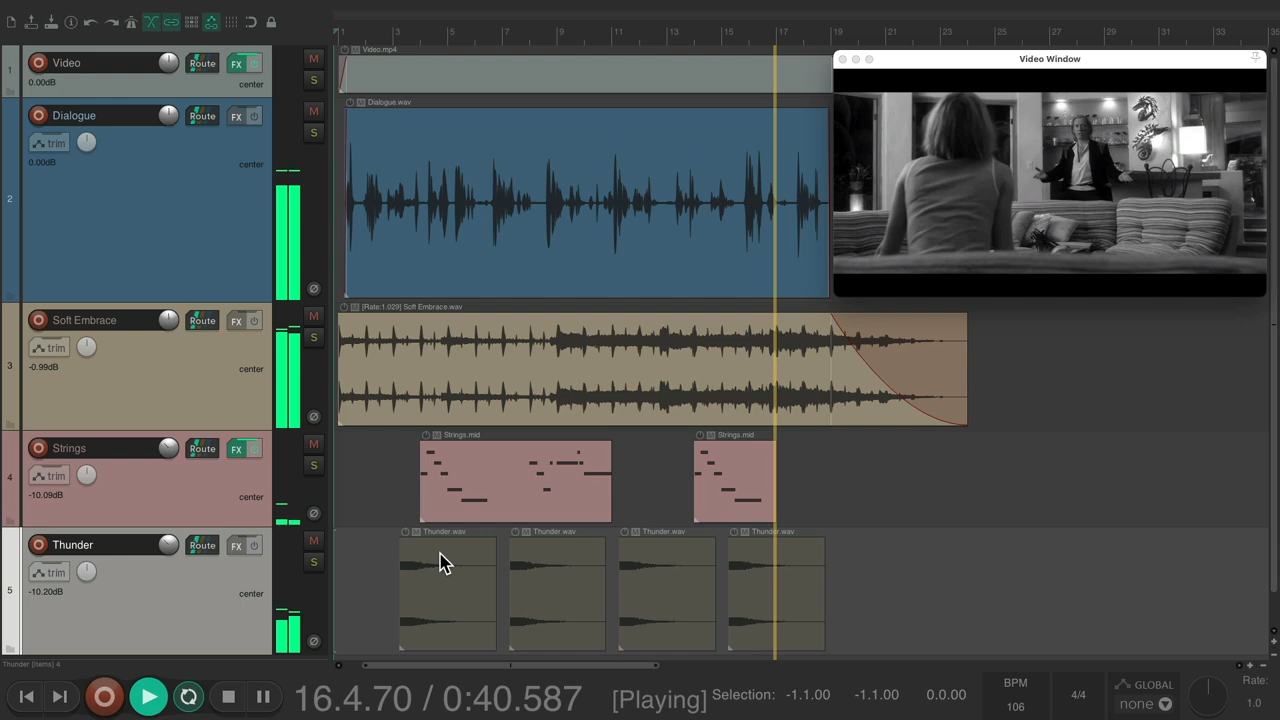 1 3 5 7 9 11 13 15 17 19 21 23 25 27 29 31 33 35
1 Video Route FX M
0.00dB center S
Video.mp4
Video Window
2 Dialogue Route FX M
trim S
0.00dB center
Dialogue.wav
3 Soft Embrace Route FX M
trim S
-0.99dB center
[Rate:1.029] Soft Embrace.wav
4 Strings Route FX M
trim S
-10.09dB center
Strings.mid Strings.mid
5 Thunder Route FX M
trim S
-10.20dB center
Thunder.wav Thunder.wav Thunder.wav Thunder.wav
Thunder [items] 4
16.4.70 / 0:40.587 [Playing] Selection: -1.1.00 -1.1.00 0.0.00 BPM 106 4/4 GLOBAL none Rate: 1.0